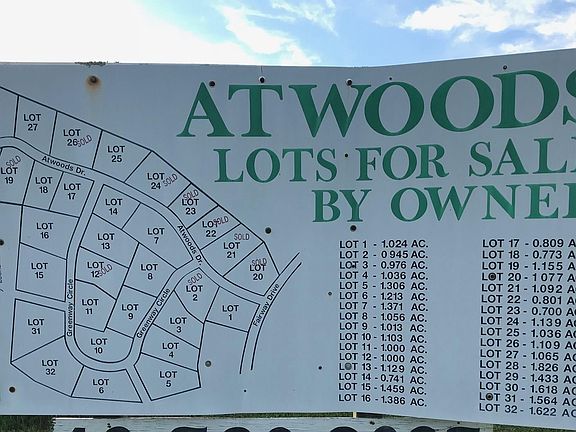 ATWOODS
LOTS FOR SAL
BY OWNE
LOT 27
LOT 26 SOLD
LOT 25
LOT 24 SOLD
SOLD LOT 23
LOT 22 SOLD
LOT 21 SOLD
SOLD LOT 20
SOLD LOT 19
LOT 18
LOT 17
Atwoods Dr.
LOT 16
LOT 15
LOT 14
LOT 13
LOT 12 SOLD
LOT 11
LOT 10
LOT 9
LOT 8
LOT 7
Atwoods Dr.
Greenway Circle
Greenway Circle
Fairway Drive
SOLD LOT 2
LOT 1
LOT 3
LOT 4
LOT 5
LOT 6
LOT 31
LOT 32
LOT 1 - 1.024 AC.
LOT 2 - 0.945 AC.
LOT 3 - 0.976 AC.
LOT 4 - 1.036 AC.
LOT 5 - 1.306 AC.
LOT 6 - 1.213 AC.
LOT 7 - 1.371 AC.
LOT 8 - 1.056 AC.
LOT 9 - 1.013 AC.
LOT 10 - 1.103 AC.
LOT 11 - 1.000 AC.
LOT 12 - 1.000 AC.
LOT 13 - 1.129 AC.
LOT 14 - 0.741 AC.
LOT 15 - 1.459 AC.
LOT 16 - 1.386 AC.
LOT 17 - 0.809 A
LOT 18 - 0.773 A
LOT 19 - 1.155 A
LOT 20 - 1.077 A
LOT 21 - 1.092 A
LOT 22 - 0.801 A
LOT 23 - 0.700 A
LOT 24 - 1.139 A
LOT 25 - 1.036 A
LOT 26 - 1.109 A
LOT 27 - 1.065 AC
LOT 28 - 1.826 AC
LOT 29 - 1.433 AC
LOT 30 - 1.618 AC
LOT 31 - 1.564 AC
LOT 32 - 1.622 AC